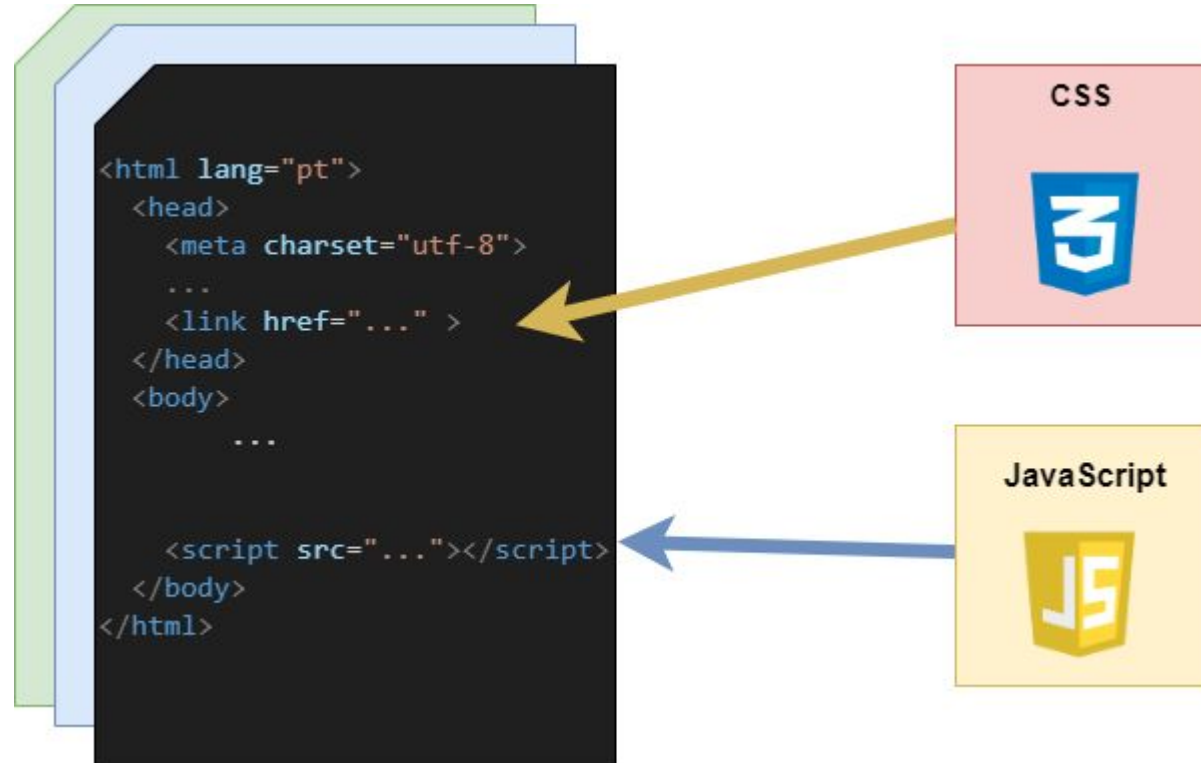 <html lang="pt">
<head>
<meta charset="utf-8">
...
<link href="..." >
</head>
<body>
...
<script src="..."></script>
</body>
</html>
CSS
3
JavaScript
JS